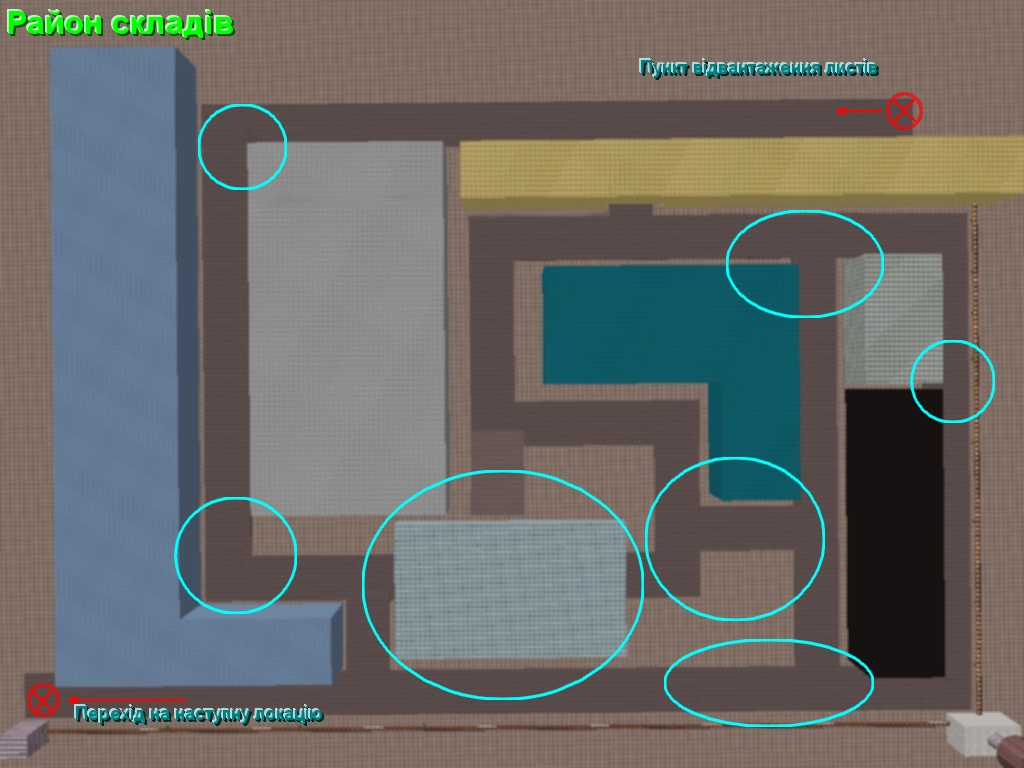 Район складів
Пункт відвантаження листів
Перехід на наступну локацію